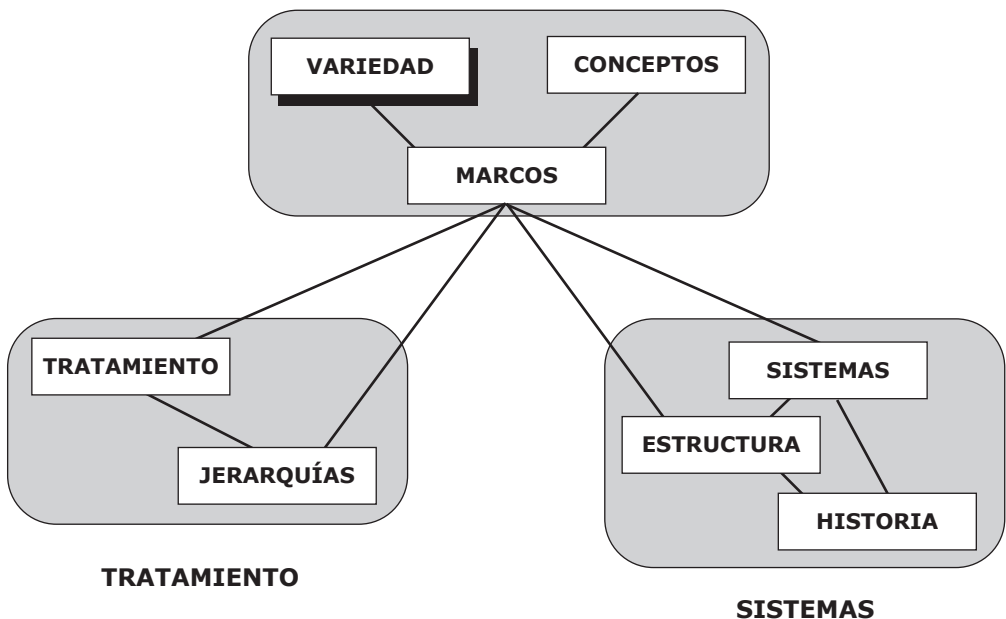 VARIEDAD
CONCEPTOS
MARCOS
TRATAMIENTO
JERARQUÍAS
SISTEMAS
ESTRUCTURA
HISTORIA
TRATAMIENTO
SISTEMAS